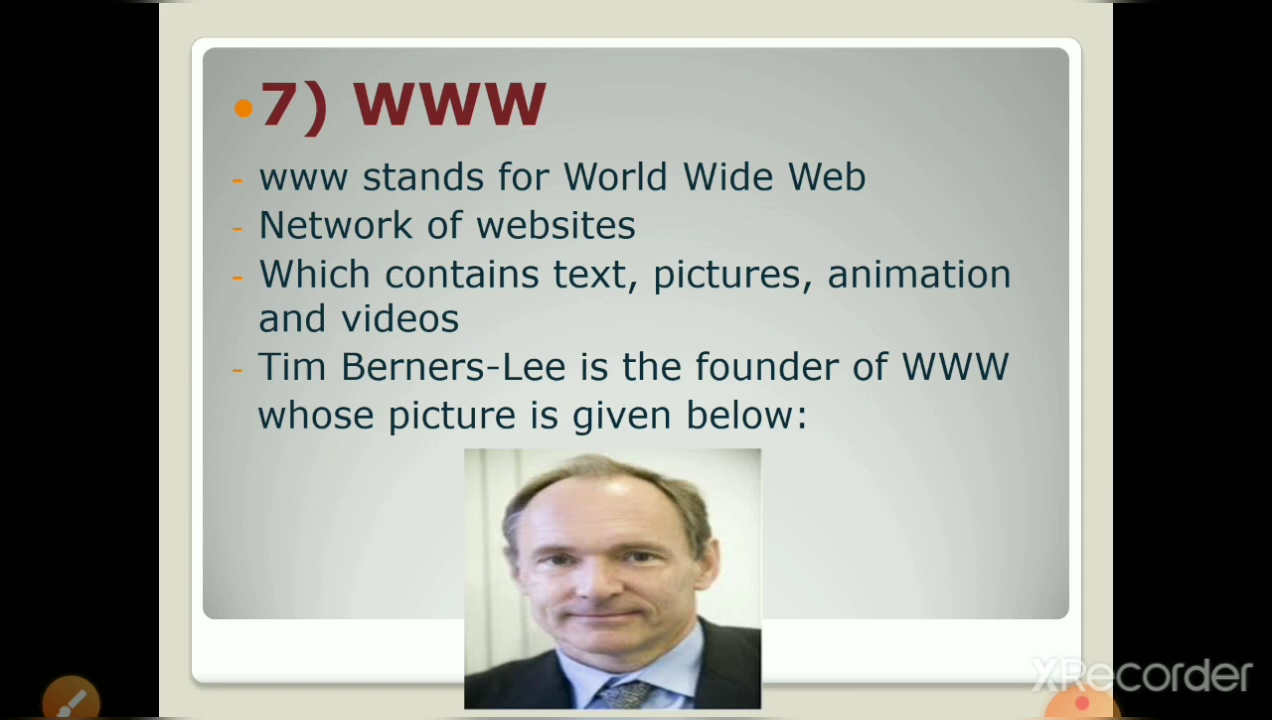 •7) WWW
- www stands for World Wide Web
- Network of websites
- Which contains text, pictures, animation
and videos
- Tim Berners-Lee is the founder of WWW
whose picture is given below:
XRecorder